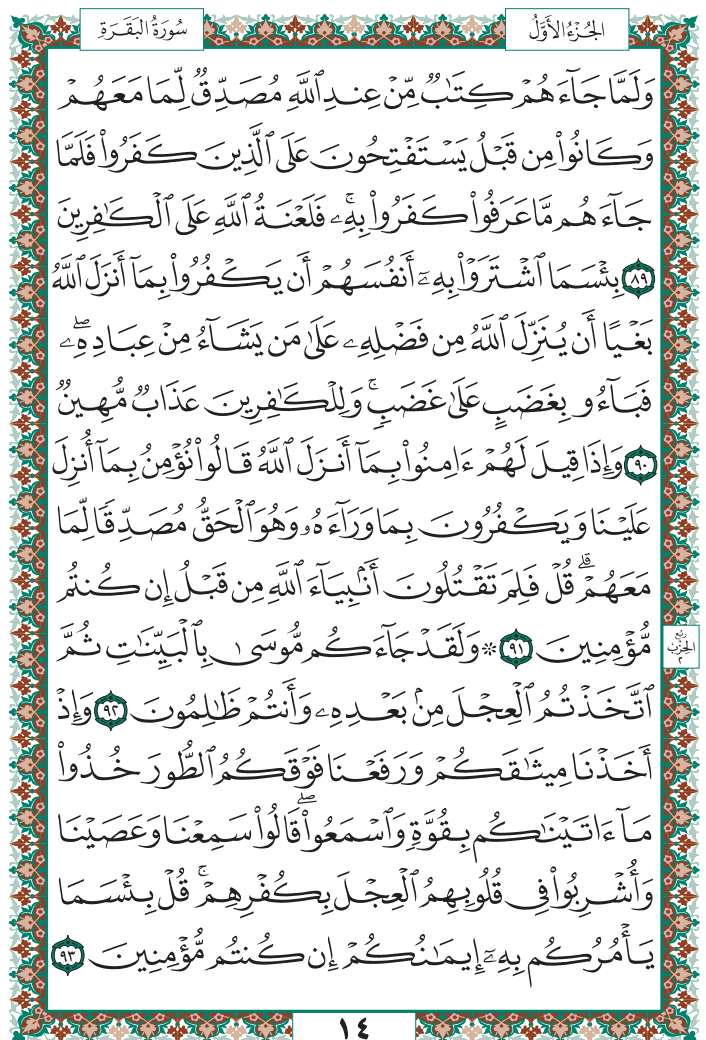 سُورَةُ البَقَرَةِ
الجُزْءُ الأَوَّلُ
وَلَمَّا جَآءَهُمْ كِتَٰبٌ مِّنْ عِندِ ٱللَّهِ مُصَدِّقٌ لِّمَا مَعَهُمْ
وَكَانُوا۟ مِن قَبْلُ يَسْتَفْتِحُونَ عَلَى ٱلَّذِينَ كَفَرُوا۟ فَلَمَّا
جَآءَهُم مَّا عَرَفُوا۟ كَفَرُوا۟ بِهِۦ ۚ فَلَعْنَةُ ٱللَّهِ عَلَى ٱلْكَٰفِرِينَ
٨٩ بِئْسَمَا ٱشْتَرَوْا۟ بِهِۦٓ أَنفُسَهُمْ أَن يَكْفُرُوا۟ بِمَآ أَنزَلَ ٱللَّهُ
بَغْيًا أَن يُنَزِّلَ ٱللَّهُ مِن فَضْلِهِۦ عَلَىٰ مَن يَشَآءُ مِنْ عِبَادِهِۦ ۖ
فَبَآءُو بِغَضَبٍ عَلَىٰ غَضَبٍ ۚ وَلِلْكَٰفِرِينَ عَذَابٌ مُّهِينٌ
٩٠ وَإِذَا قِيلَ لَهُمْ ءَامِنُوا۟ بِمَآ أَنزَلَ ٱللَّهُ قَالُوا۟ نُؤْمِنُ بِمَآ أُنزِلَ
عَلَيْنَا وَيَكْفُرُونَ بِمَا وَرَآءَهُۥ وَهُوَ ٱلْحَقُّ مُصَدِّقًا لِّمَا
مَعَهُمْ ۗ قُلْ فَلِمَ تَقْتُلُونَ أَنۢبِيَآءَ ٱللَّهِ مِن قَبْلُ إِن كُنتُم
مُّؤْمِنِينَ ٩١ ۞ وَلَقَدْ جَآءَكُم مُّوسَىٰ بِٱلْبَيِّنَٰتِ ثُمَّ
ٱتَّخَذْتُمُ ٱلْعِجْلَ مِنۢ بَعْدِهِۦ وَأَنتُمْ ظَٰلِمُونَ ٩٢ وَإِذْ
أَخَذْنَا مِيثَٰقَكُمْ وَرَفَعْنَا فَوْقَكُمُ ٱلطُّورَ خُذُوا۟
مَآ ءَاتَيْنَٰكُم بِقُوَّةٍ وَٱسْمَعُوا۟ ۖ قَالُوا۟ سَمِعْنَا وَعَصَيْنَا
وَأُشْرِبُوا۟ فِى قُلُوبِهِمُ ٱلْعِجْلَ بِكُفْرِهِمْ ۚ قُلْ بِئْسَمَا
يَأْمُرُكُم بِهِۦٓ إِيمَٰنُكُمْ إِن كُنتُم مُّؤْمِنِينَ ٩٣
رُبْع
الحِزْبِ
٢
١٤